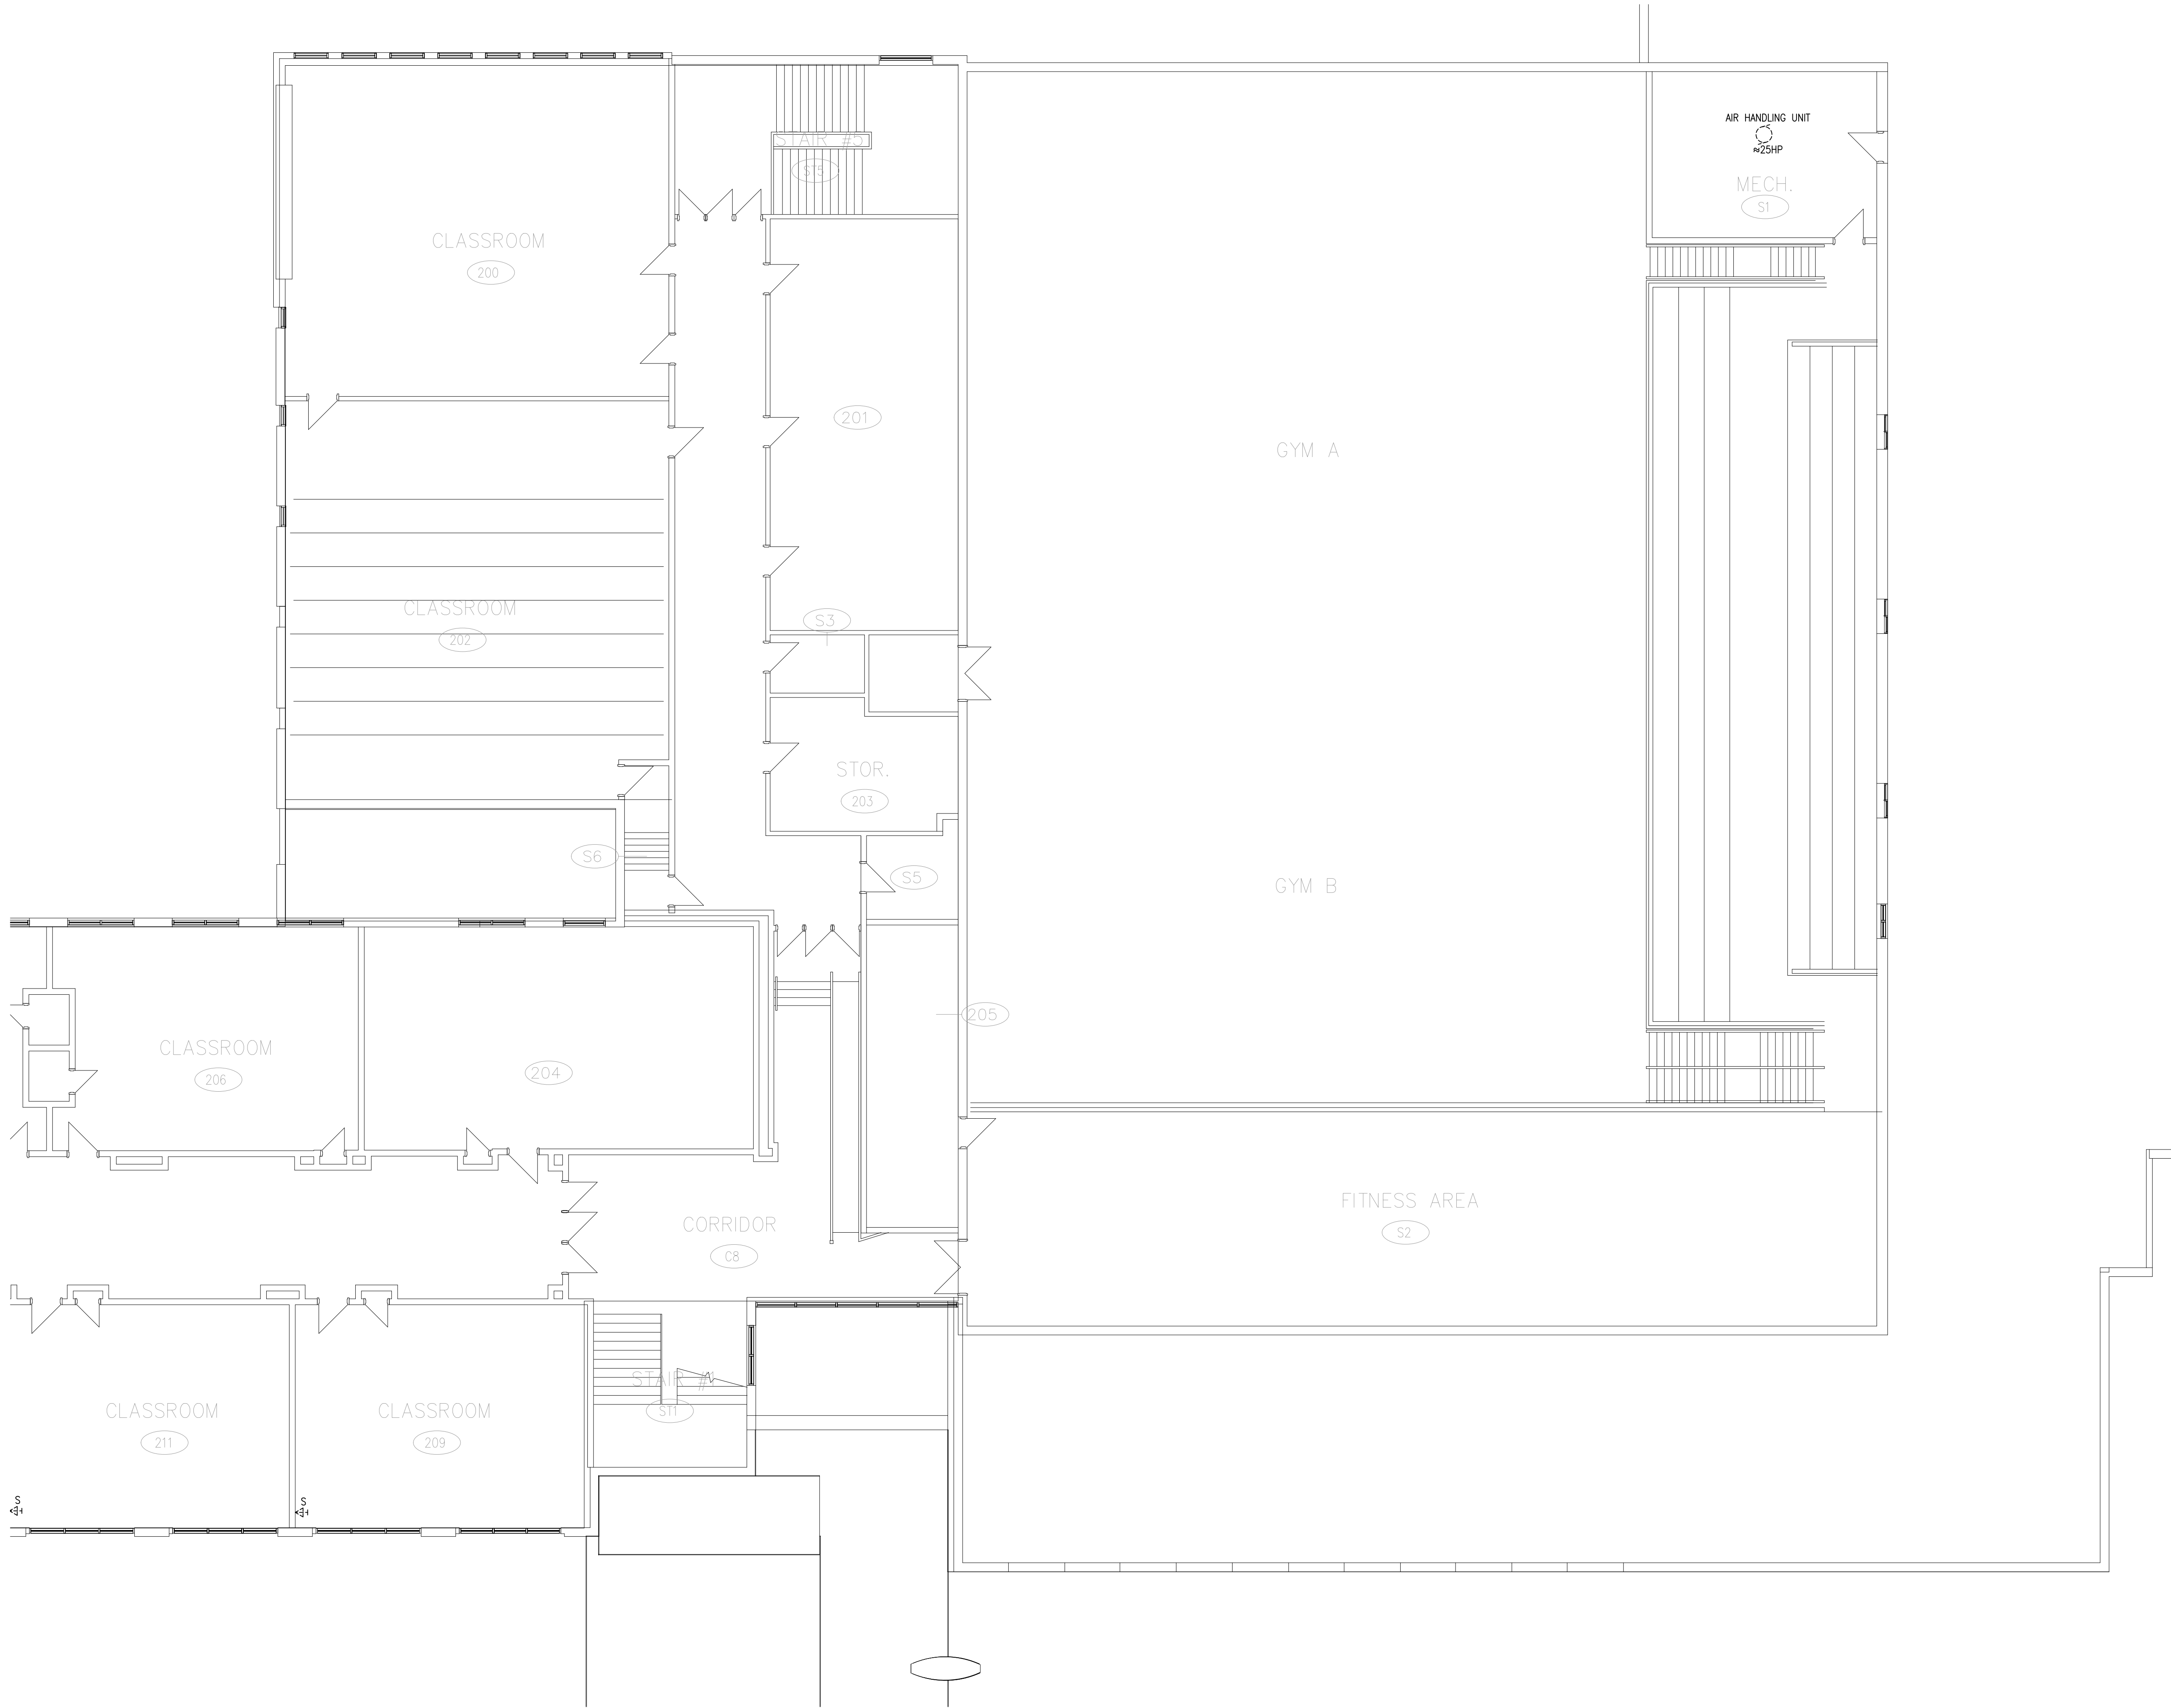 AIR HANDLING UNIT
≈25HP
STAIR #5
ST5
MECH.
S1
CLASSROOM
200
201
GYM A
CLASSROOM
202
S3
STOR.
203
S6
S5
GYM B
205
CLASSROOM
206
204
CORRIDOR
C8
FITNESS AREA
S2
STAIR #1
ST1
CLASSROOM
211
CLASSROOM
209
S
S